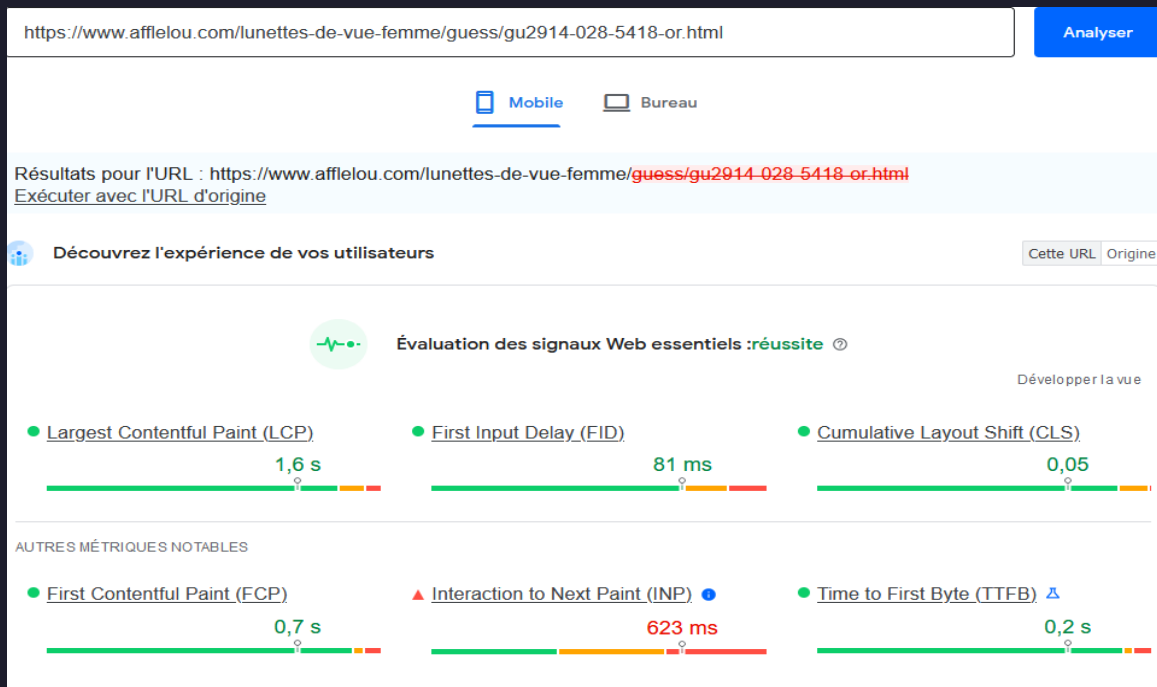 https://www.afflelou.com/lunettes-de-vue-femme/guess/gu2914-028-5418-or.html
Analyser
Mobile
Bureau
Résultats pour l'URL : https://www.afflelou.com/lunettes-de-vue-femme/guess/gu2914-028-5418-or.html
Exécuter avec l'URL d'origine
Découvrez l'expérience de vos utilisateurs
Cette URL Origine
Évaluation des signaux Web essentiels :réussite
Développer la vue
Largest Contentful Paint (LCP) First Input Delay (FID) Cumulative Layout Shift (CLS)
1,6 s 81 ms 0,05
AUTRES MÉTRIQUES NOTABLES
First Contentful Paint (FCP) Interaction to Next Paint (INP) Time to First Byte (TTFB)
0,7 s 623 ms 0,2 s